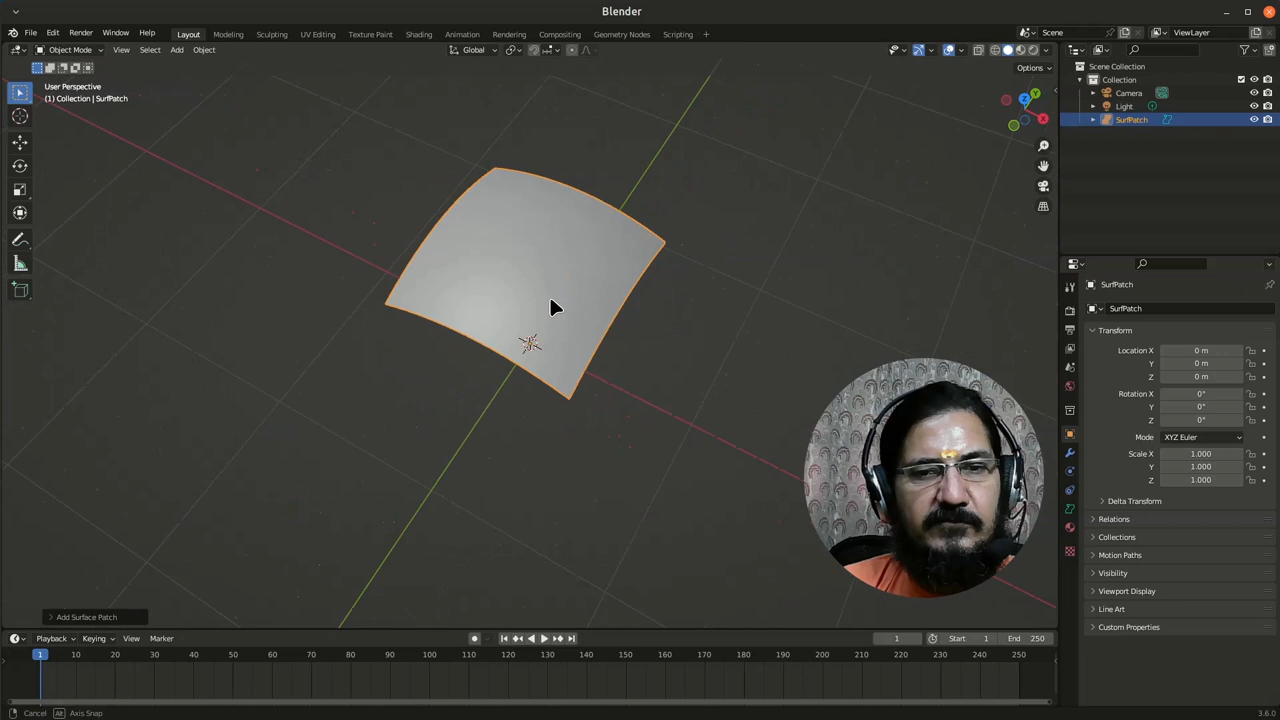 Blender
File Edit Render Window Help Layout Modeling Sculpting UV Editing Texture Paint Shading Animation Rendering Compositing Geometry Nodes Scripting Scene ViewLayer
Object Mode View Select Add Object Global
Options
User Perspective
(1) Collection | SurfPatch
Z
Y
X
Scene Collection
Collection
Camera
Light
SurfPatch
SurfPatch
SurfPatch
Transform
Location X 0 m
Y 0 m
Z 0 m
Rotation X 0°
Y 0°
Z 0°
Mode XYZ Euler
Scale X 1.000
Y 1.000
Z 1.000
Delta Transform
Relations
Collections
Motion Paths
Visibility
Viewport Display
Line Art
Custom Properties
Add Surface Patch
Playback Keying View Marker 1 Start 1 End 250
1 10 20 30 40 50 60 70 80 90 100 110 120 130 140 150 160 170 180 190 200 210 220 230 240 250
Cancel Alt Axis Snap 3.6.0